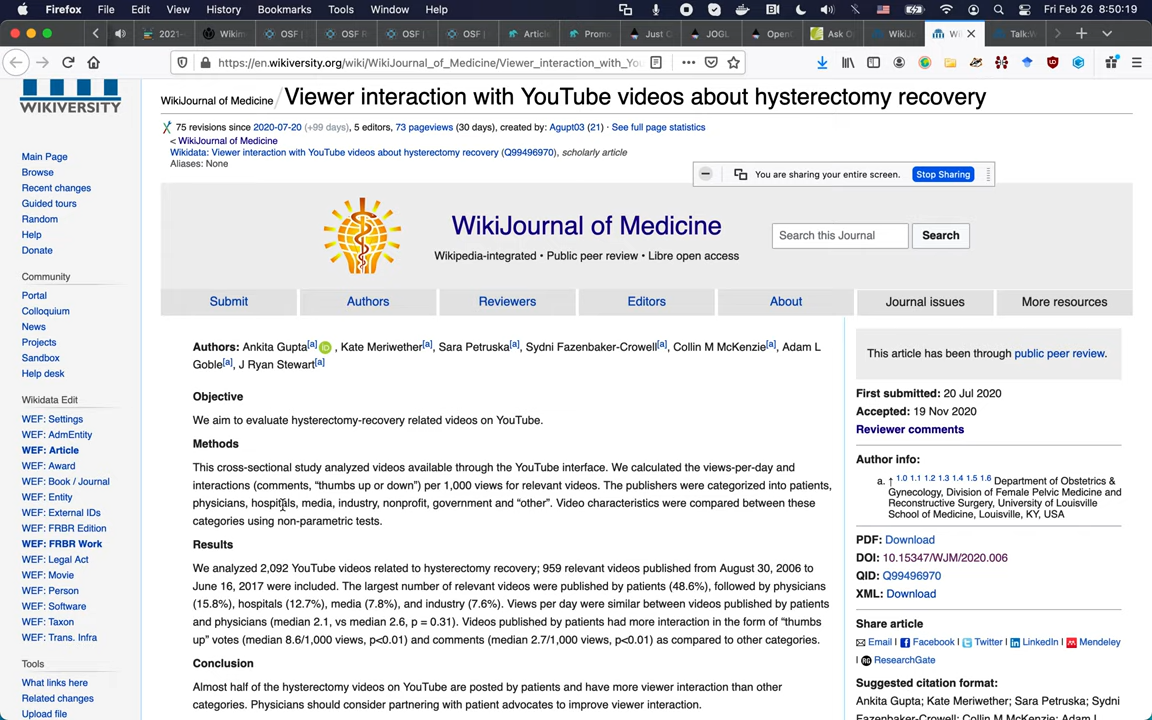 Firefox File Edit View History Bookmarks Tools Window Help Fri Feb 26 8:50:19
2021- Wikim OSF OSF R OSF OSF Article Promo Just O JOGL OpenI Ask O WikiJ Wi Talk:W
https://en.wikiversity.org/wiki/WikiJournal_of_Medicine/Viewer_interaction_with_Yo
WIKIVERSITY
WikiJournal of Medicine/Viewer interaction with YouTube videos about hysterectomy recovery
75 revisions since 2020-07-20 (+99 days), 5 editors, 73 pageviews (30 days), created by: Agupt03 (21) · See full page statistics
< WikiJournal of Medicine
Wikidata: Viewer interaction with YouTube videos about hysterectomy recovery (Q99496970), scholarly article
Aliases: None
You are sharing your entire screen. Stop Sharing
Main Page
Browse
Recent changes
Guided tours
Random
Help
Donate
Community
Portal
Colloquium
News
Projects
Sandbox
Help desk
Wikidata Edit
WEF: Settings
WEF: AdmEntity
WEF: Article
WEF: Award
WEF: Book / Journal
WEF: Entity
WEF: External IDs
WEF: FRBR Edition
WEF: FRBR Work
WEF: Legal Act
WEF: Movie
WEF: Person
WEF: Software
WEF: Taxon
WEF: Trans. Infra
Tools
What links here
Related changes
Upload file
WikiJournal of Medicine
Wikipedia-integrated • Public peer review • Libre open access
Search this Journal Search
Submit Authors Reviewers Editors About Journal issues More resources
Authors: Ankita Gupta[a] iD , Kate Meriwether[a], Sara Petruska[a], Sydni Fazenbaker-Crowell[a], Collin M McKenzie[a], Adam L
Goble[a], J Ryan Stewart[a]
Objective
We aim to evaluate hysterectomy-recovery related videos on YouTube.
Methods
This cross-sectional study analyzed videos available through the YouTube interface. We calculated the views-per-day and
interactions (comments, “thumbs up or down”) per 1,000 views for relevant videos. The publishers were categorized into patients,
physicians, hospitals, media, industry, nonprofit, government and “other”. Video characteristics were compared between these
categories using non-parametric tests.
Results
We analyzed 2,092 YouTube videos related to hysterectomy recovery; 959 relevant videos published from August 30, 2006 to
June 16, 2017 were included. The largest number of relevant videos were published by patients (48.6%), followed by physicians
(15.8%), hospitals (12.7%), media (7.8%), and industry (7.6%). Views per day were similar between videos published by patients
and physicians (median 2.1, vs median 2.6, p = 0.31). Videos published by patients had more interaction in the form of “thumbs
up” votes (median 8.6/1,000 views, p<0.01) and comments (median 2.7/1,000 views, p<0.01) as compared to other categories.
Conclusion
Almost half of the hysterectomy videos on YouTube are posted by patients and have more viewer interaction than other
categories. Physicians should consider partnering with patient advocates to improve viewer interaction.
This article has been through public peer review.
First submitted: 20 Jul 2020
Accepted: 19 Nov 2020
Reviewer comments
Author info:
a. ↑ 1.0 1.1 1.2 1.3 1.4 1.5 1.6 Department of Obstetrics &
Gynecology, Division of Female Pelvic Medicine and
Reconstructive Surgery, University of Louisville
School of Medicine, Louisville, KY, USA
PDF: Download
DOI: 10.15347/WJM/2020.006
QID: Q99496970
XML: Download
Share article
Email | Facebook | Twitter | LinkedIn | Mendeley
| ResearchGate
Suggested citation format:
Ankita Gupta; Kate Meriwether; Sara Petruska; Sydni
Fazenbaker-Crowell; Collin M McKenzie; Adam L